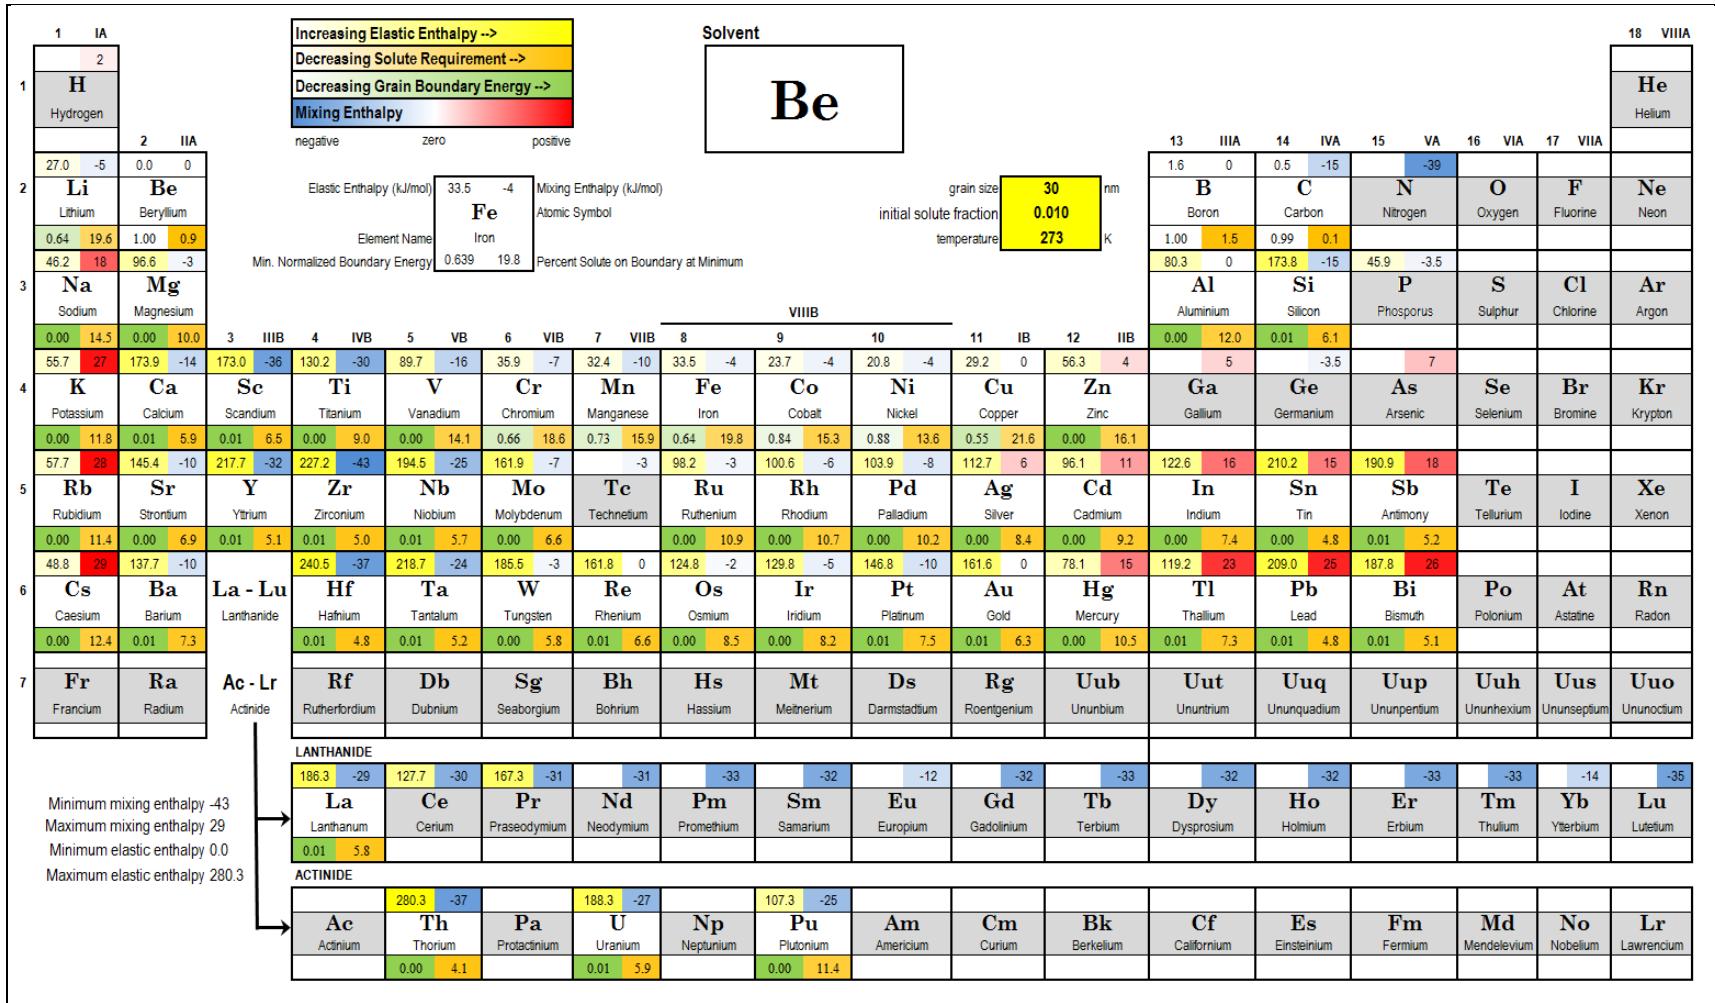 1 IA
Increasing Elastic Enthalpy -->
Solvent
18 VIIIA
2
Decreasing Solute Requirement -->
1 H He
Decreasing Grain Boundary Energy -->
Be
Hydrogen Helium
Mixing Enthalpy
2 IIA
negative zero positive
13 IIIA 14 IVA 15 VA 16 VIA 17 VIIA
27.0 -5 0.0 0 1.6 0 0.5 -15 -39
Elastic Enthalpy (kJ/mol) 33.5 -4 Mixing Enthalpy (kJ/mol)
grain size 30 nm
2 Li Be B C N O F Ne
Fe Atomic Symbol
initial solute fraction 0.010
Lithium Beryllium Boron Carbon Nitrogen Oxygen Fluorine Neon
Element Name Iron
temperature 273 K
0.64 19.6 1.00 0.9 1.00 1.5 0.99 0.1
Min. Normalized Boundary Energy 0.639 19.8 Percent Solute on Boundary at Minimum
46.2 18 96.6 -3 80.3 0 173.8 -15 45.9 -3.5
3 Na Mg Al Si P S Cl Ar
Sodium Magnesium Aluminium Silicon Phosporus Sulphur Chlorine Argon
VIIIB
0.00 14.5 0.00 10.0 3 IIIB 4 IVB 5 VB 6 VIB 7 VIIB 8 9 10 11 IB 12 IIB 0.00 12.0 0.01 6.1
55.7 27 173.9 -14 173.0 -36 130.2 -30 89.7 -16 35.9 -7 32.4 -10 33.5 -4 23.7 -4 20.8 -4 29.2 0 56.3 4 5 -3.5 7
4 K Ca Sc Ti V Cr Mn Fe Co Ni Cu Zn Ga Ge As Se Br Kr
Potassium Calcium Scandium Titanium Vanadium Chromium Manganese Iron Cobalt Nickel Copper Zinc Gallium Germanium Arsenic Selenium Bromine Krypton
0.00 11.8 0.01 5.9 0.01 6.5 0.00 9.0 0.00 14.1 0.66 18.6 0.73 15.9 0.64 19.8 0.84 15.3 0.88 13.6 0.55 21.6 0.00 16.1
57.7 28 145.4 -10 217.7 -32 227.2 -43 194.5 -25 161.9 -7 -3 98.2 -3 100.6 -6 103.9 -8 112.7 6 96.1 11 122.6 16 210.2 15 190.9 18
5 Rb Sr Y Zr Nb Mo Tc Ru Rh Pd Ag Cd In Sn Sb Te I Xe
Rubidium Strontium Yttrium Zirconium Niobium Molybdenum Technetium Ruthenium Rhodium Palladium Silver Cadmium Indium Tin Antimony Tellurium Iodine Xenon
0.00 11.4 0.00 6.9 0.01 5.1 0.01 5.0 0.01 5.7 0.00 6.6 0.00 10.9 0.00 10.7 0.00 10.2 0.00 8.4 0.00 9.2 0.00 7.4 0.00 4.8 0.01 5.2
48.8 29 137.7 -10 240.5 -37 218.7 -24 185.5 -3 161.8 0 124.8 -2 129.8 -5 146.8 -10 161.6 0 78.1 15 119.2 23 209.0 25 187.8 26
6 Cs Ba La - Lu Hf Ta W Re Os Ir Pt Au Hg Tl Pb Bi Po At Rn
Caesium Barium Lanthanide Hafnium Tantalum Tungsten Rhenium Osmium Iridium Platinum Gold Mercury Thallium Lead Bismuth Polonium Astatine Radon
0.00 12.4 0.01 7.3 0.01 4.8 0.01 5.2 0.00 5.8 0.01 6.6 0.00 8.5 0.00 8.2 0.01 7.5 0.01 6.3 0.00 10.5 0.01 7.3 0.01 4.8 0.01 5.1
7 Fr Ra Ac - Lr Rf Db Sg Bh Hs Mt Ds Rg Uub Uut Uuq Uup Uuh Uus Uuo
Francium Radium Actinide Rutherfordium Dubnium Seaborgium Bohrium Hassium Meitnerium Darmstadtium Roentgenium Ununbium Ununtrium Ununquadium Ununpentium Ununhexium Ununseptium Ununoctium
LANTHANIDE
186.3 -29 127.7 -30 167.3 -31 -31 -33 -32 -12 -32 -33 -32 -32 -33 -33 -14 -35
La Ce Pr Nd Pm Sm Eu Gd Tb Dy Ho Er Tm Yb Lu
Lanthanum Cerium Praseodymium Neodymium Promethium Samarium Europium Gadolinium Terbium Dysprosium Holmium Erbium Thulium Ytterbium Lutetium
0.01 5.8
Minimum mixing enthalpy -43
Maximum mixing enthalpy 29
Minimum elastic enthalpy 0.0
Maximum elastic enthalpy 280.3
ACTINIDE
280.3 -37 188.3 -27 107.3 -25
Ac Th Pa U Np Pu Am Cm Bk Cf Es Fm Md No Lr
Actinium Thorium Protactinium Uranium Neptunium Plutonium Americium Curium Berkelium Californium Einsteinium Fermium Mendelevium Nobelium Lawrencium
0.00 4.1 0.01 5.9 0.00 11.4